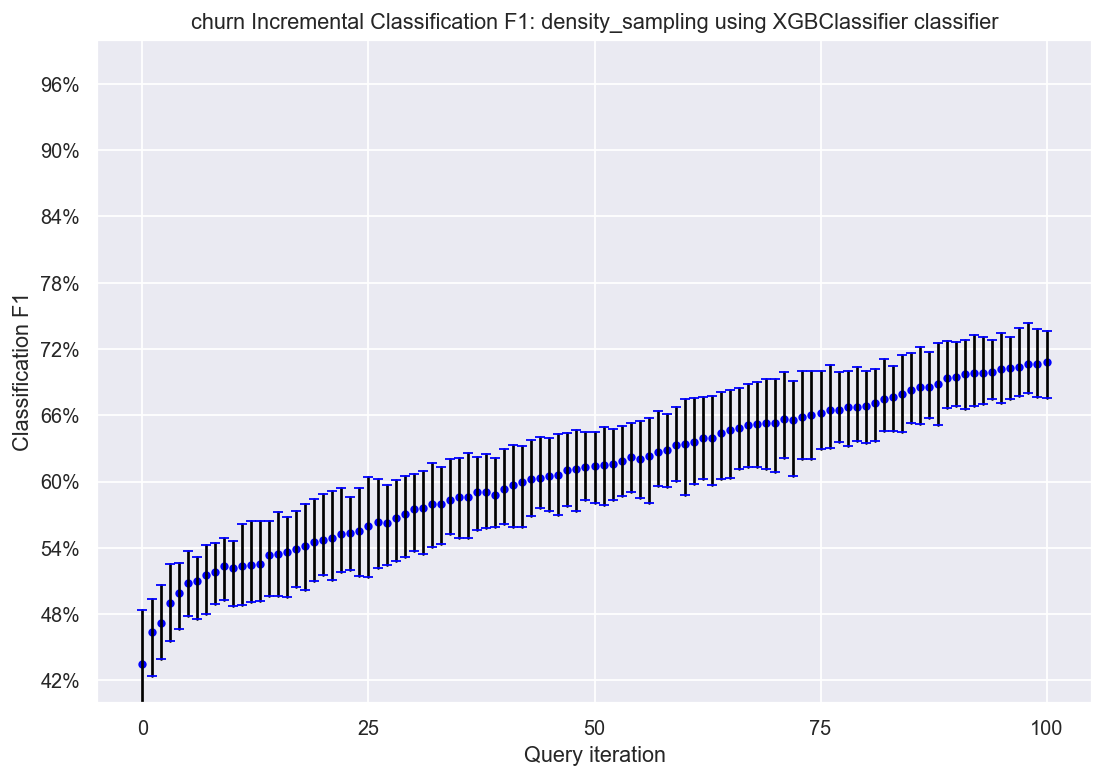 churn Incremental Classification F1: density_sampling using XGBClassifier classifier
96%
90%
84%
78%
72%
66%
60%
54%
48%
42%
Classification F1
0 25 50 75 100
Query iteration